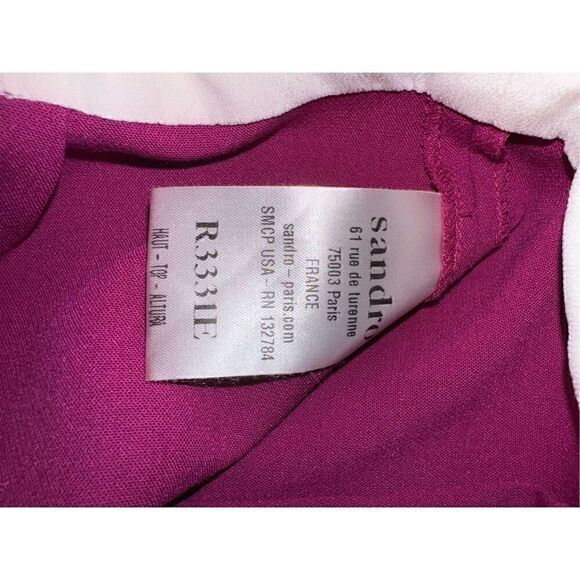 sandro
61 rue de turenne
75003 Paris
FRANCE
sandro-paris.com
SMCP USA - RN 132784
R3331E
HAUT - TOP - ALTURA